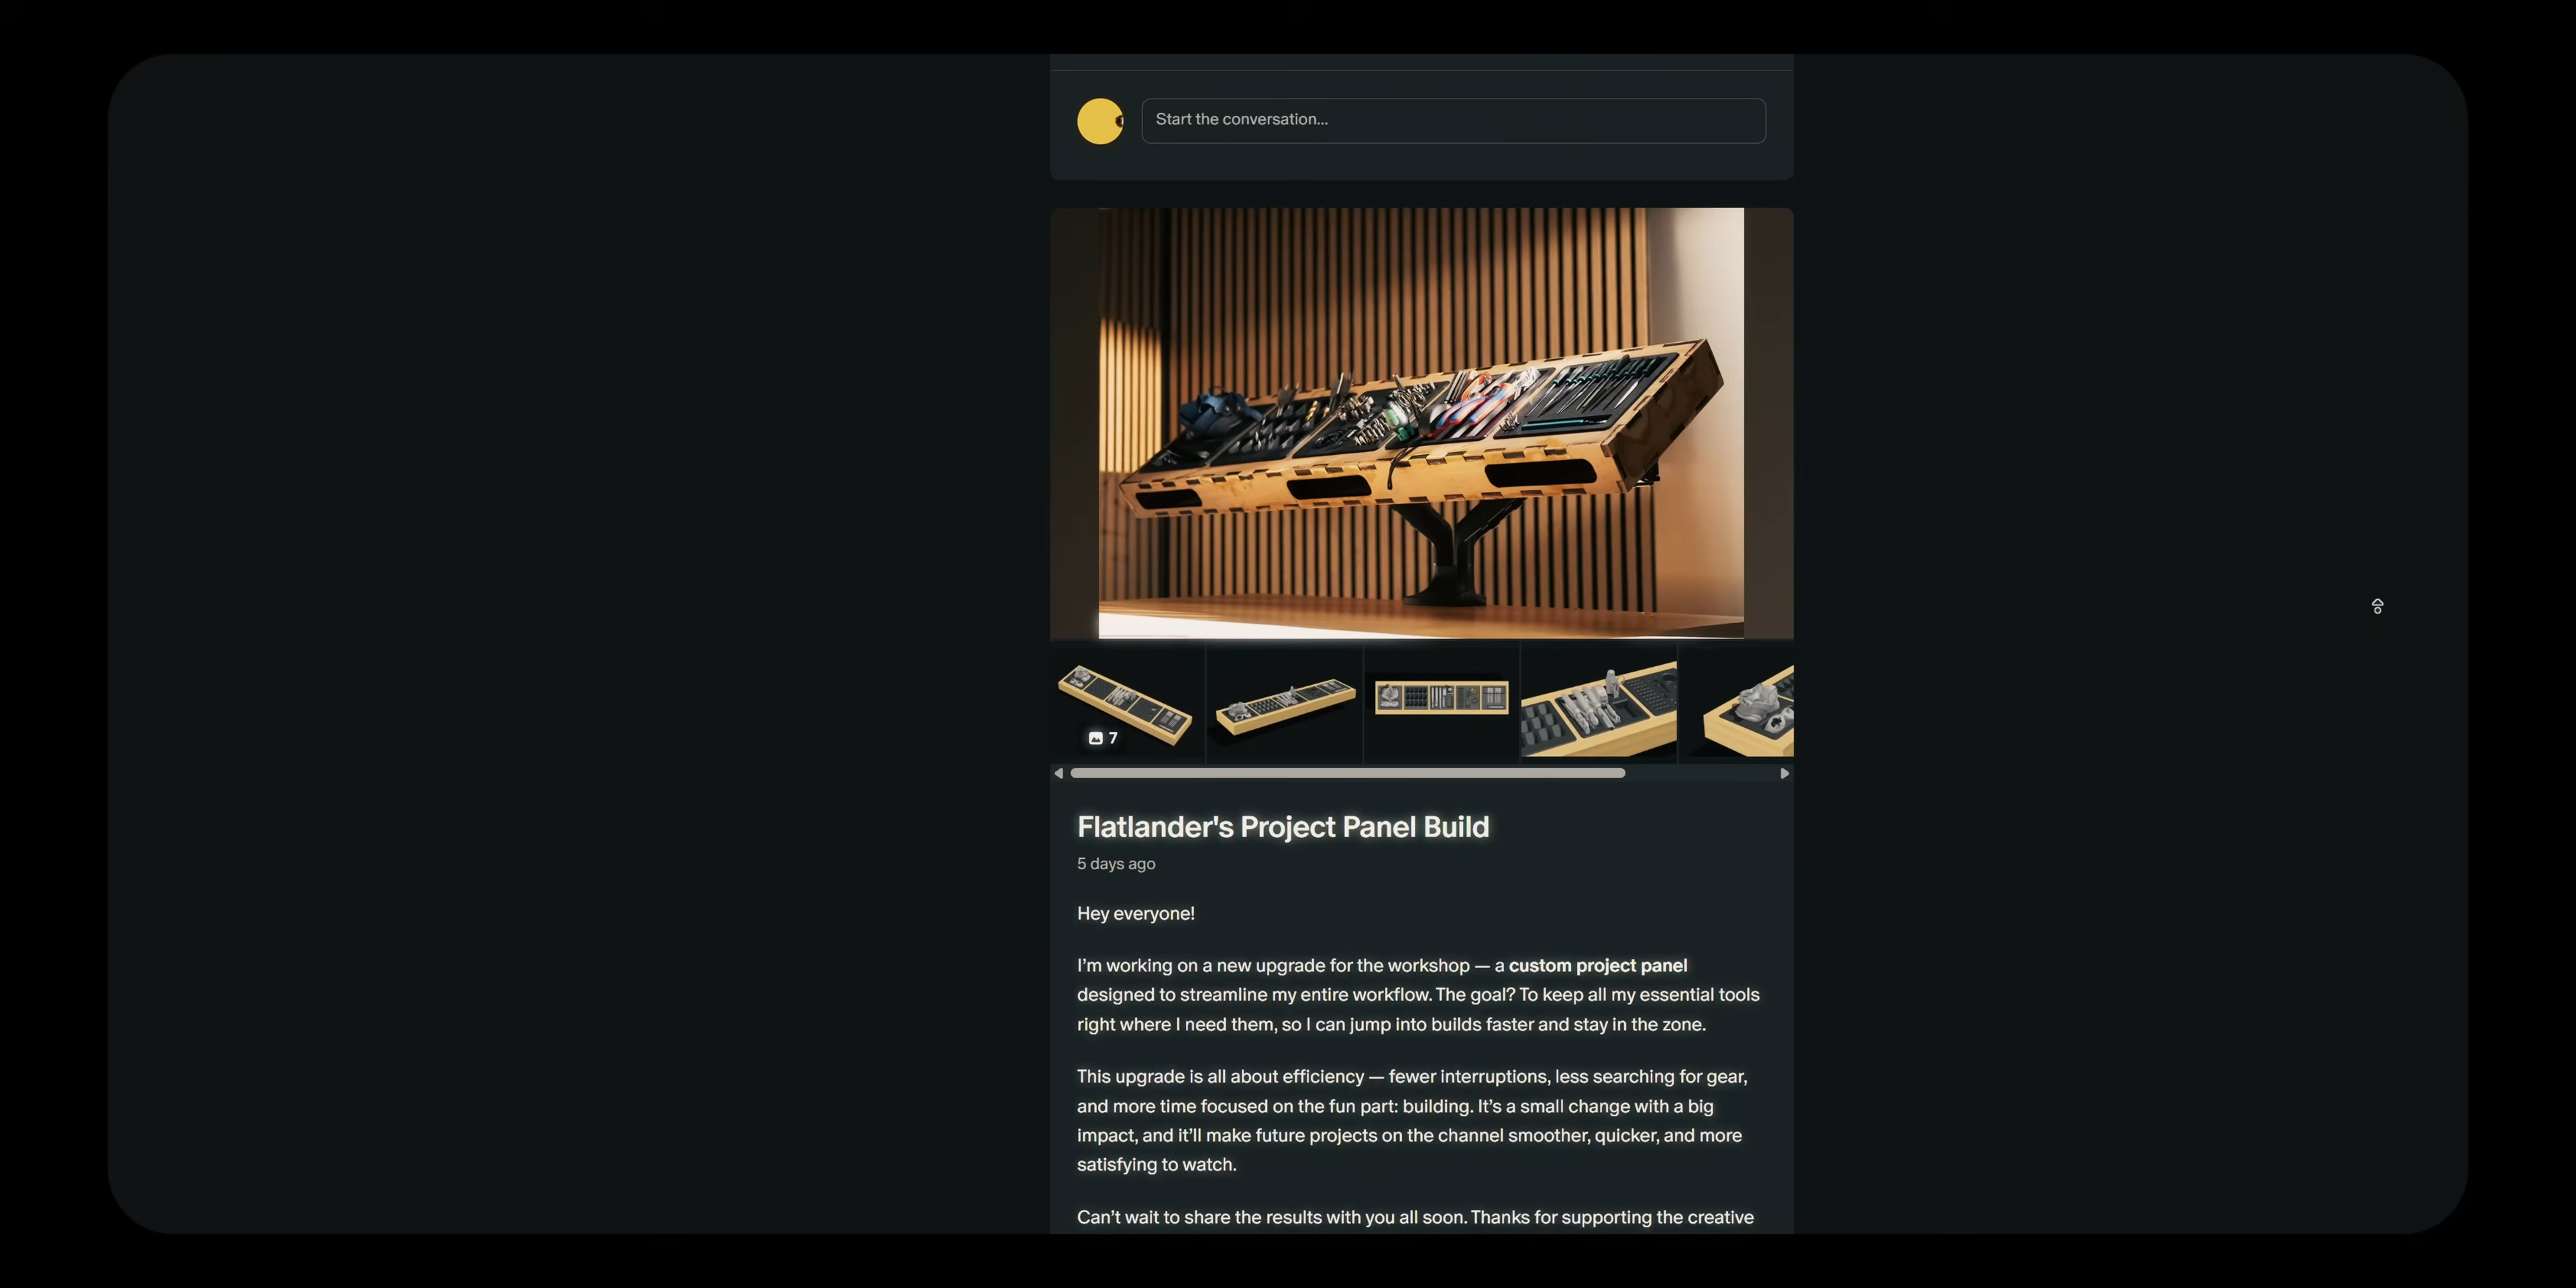 Start the conversation...
7
Flatlander's Project Panel Build
5 days ago
Hey everyone!
I'm working on a new upgrade for the workshop — a custom project panel
designed to streamline my entire workflow. The goal? To keep all my essential tools
right where I need them, so I can jump into builds faster and stay in the zone.
This upgrade is all about efficiency — fewer interruptions, less searching for gear,
and more time focused on the fun part: building. It's a small change with a big
impact, and it'll make future projects on the channel smoother, quicker, and more
satisfying to watch.
Can't wait to share the results with you all soon. Thanks for supporting the creative